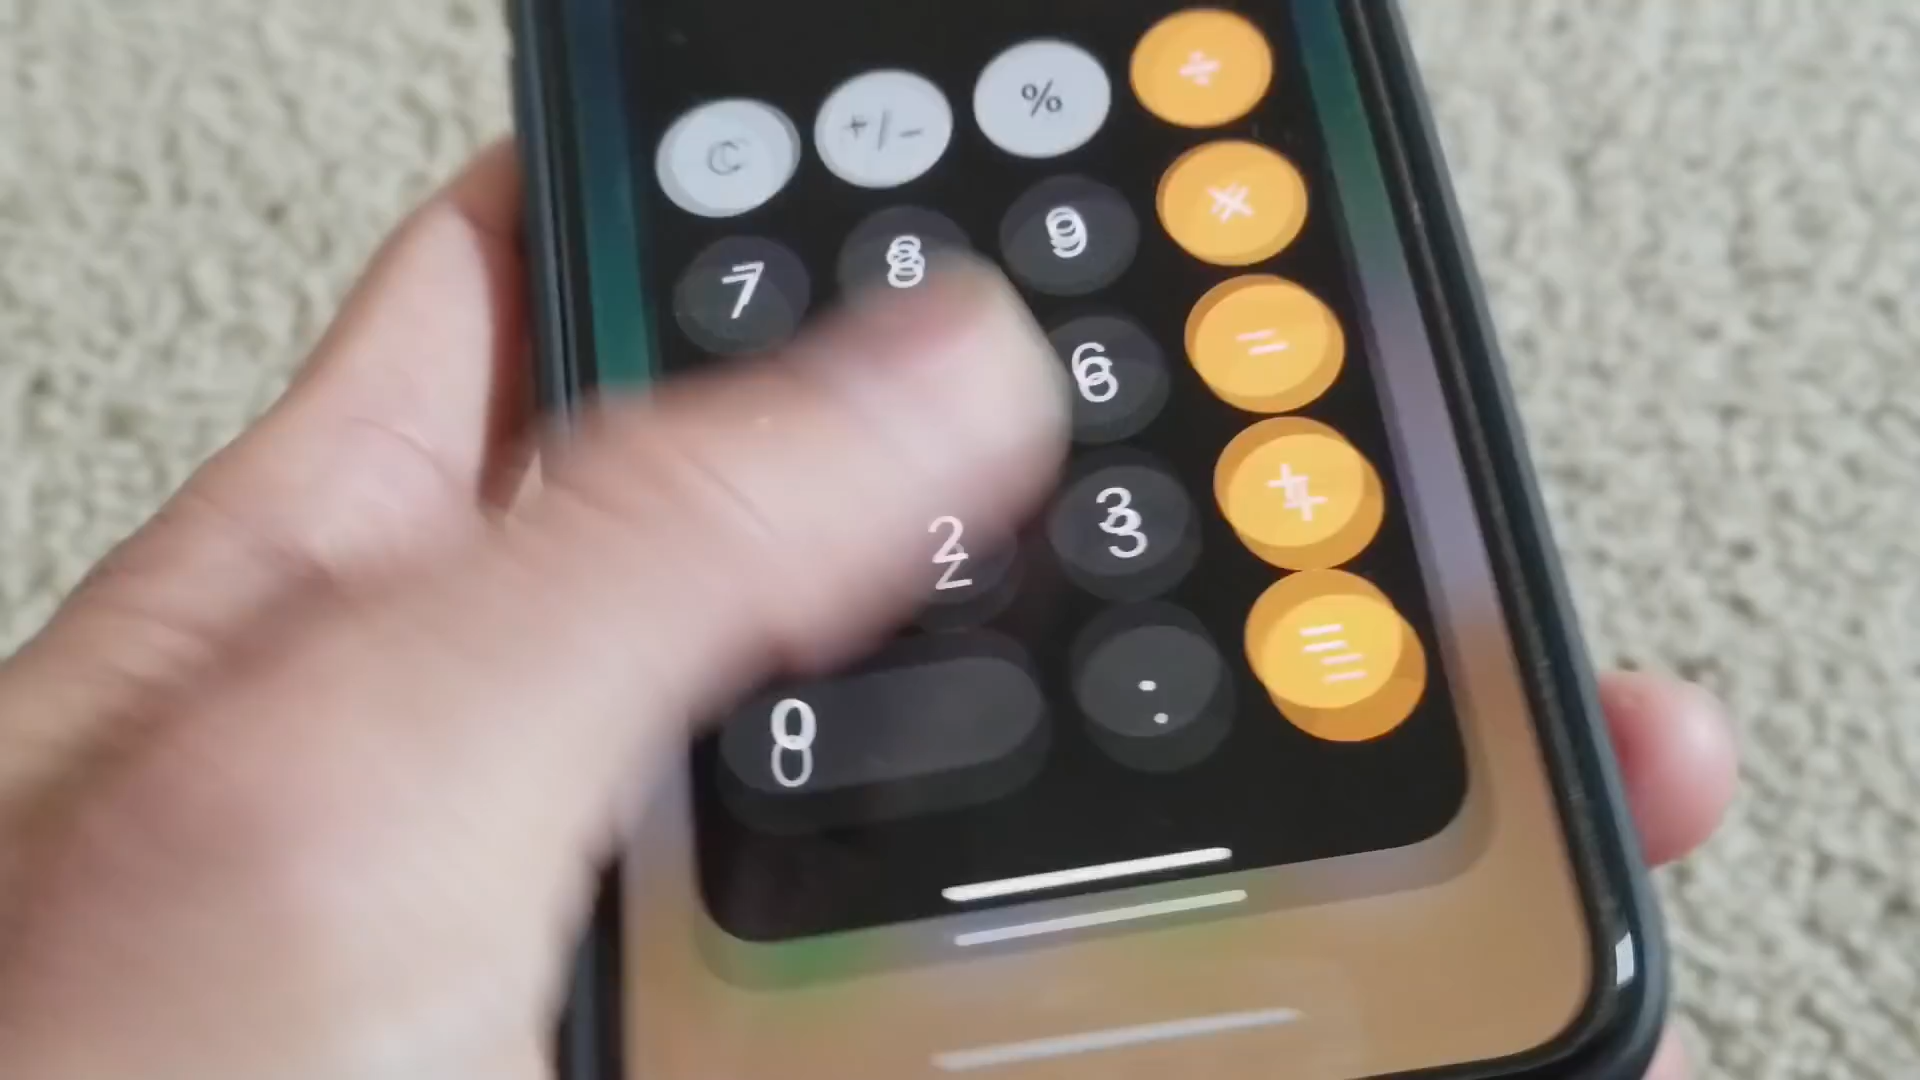 C +/- % ÷
7 8 9 ×
6 −
2 3 +
0 . =